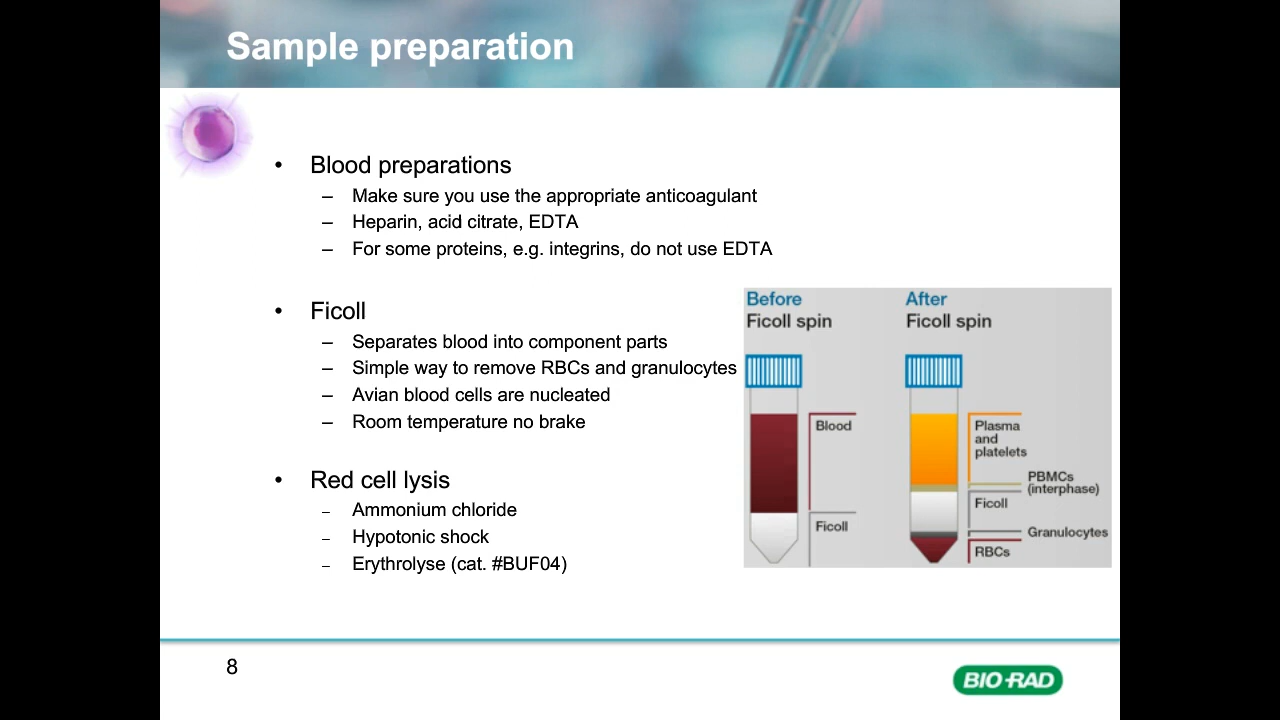 Sample preparation
• Blood preparations
– Make sure you use the appropriate anticoagulant
– Heparin, acid citrate, EDTA
– For some proteins, e.g. integrins, do not use EDTA
• Ficoll
– Separates blood into component parts
– Simple way to remove RBCs and granulocytes
– Avian blood cells are nucleated
– Room temperature no brake
• Red cell lysis
– Ammonium chloride
– Hypotonic shock
– Erythrolyse (cat. #BUF04)
Before
Ficoll spin
Blood
Ficoll
After
Ficoll spin
Plasma
and
platelets
PBMCs
(interphase)
Ficoll
Granulocytes
RBCs
8
BIO-RAD